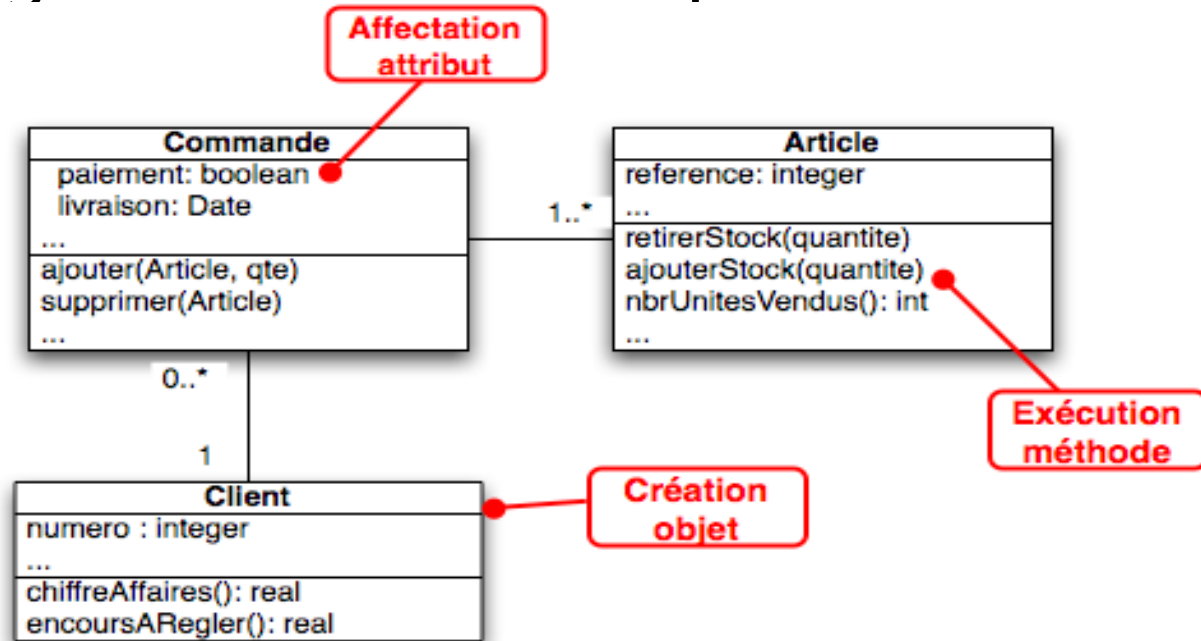 Affectation
attribut
Commande
paiement: boolean
livraison: Date
...
ajouter(Article, qte)
supprimer(Article)
...
1..*
Article
reference: integer
...
retirerStock(quantite)
ajouterStock(quantite)
nbrUnitesVendus(): int
...
Exécution
méthode
0..*
1
Client
numero : integer
...
chiffreAffaires(): real
encoursARegler(): real
Création
objet